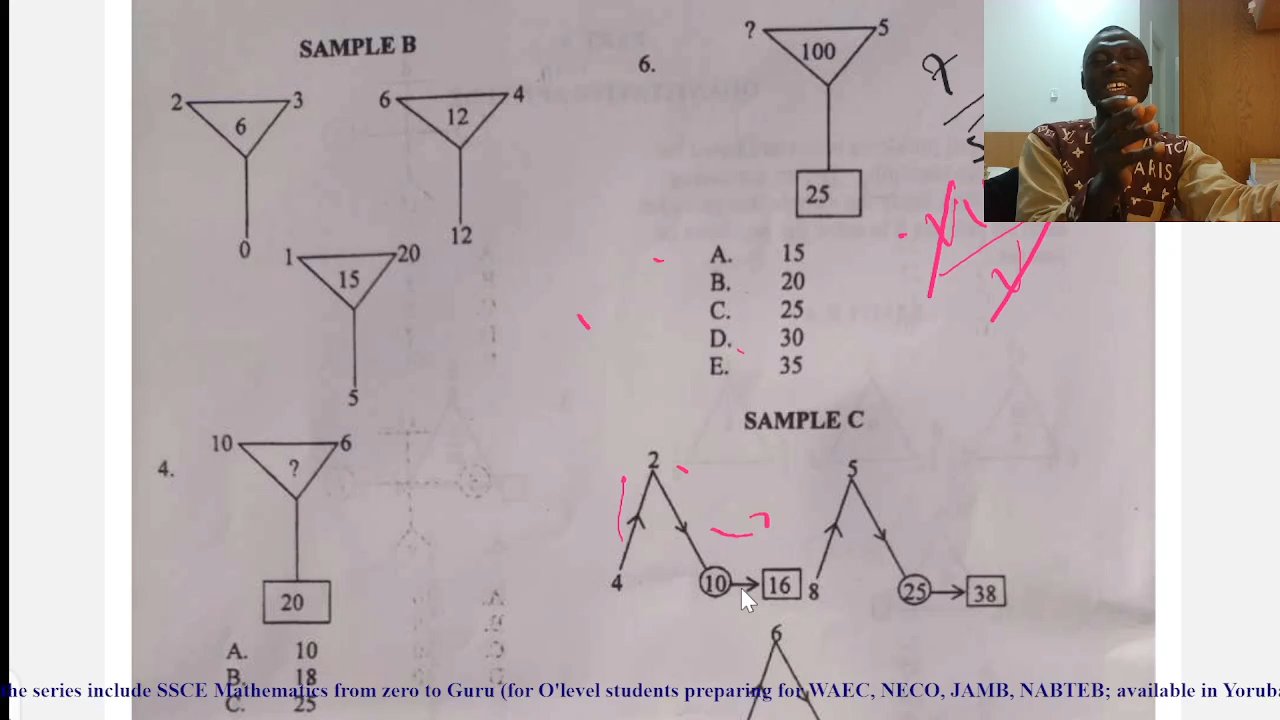 SAMPLE B
2 3
6
0
6 4
12
12
1 20
15
5
4.
10 6
?
20
A. 10
B. 18
C. 25
6.
? 5
100
25
A. 15
B. 20
C. 25
D. 30
E. 35
SAMPLE C
2
4 10 16
5
8 25 38
6
PARIS
the series include SSCE Mathematics from zero to Guru (for O'level students preparing for WAEC, NECO, JAMB, NABTEB; available in Yoruba